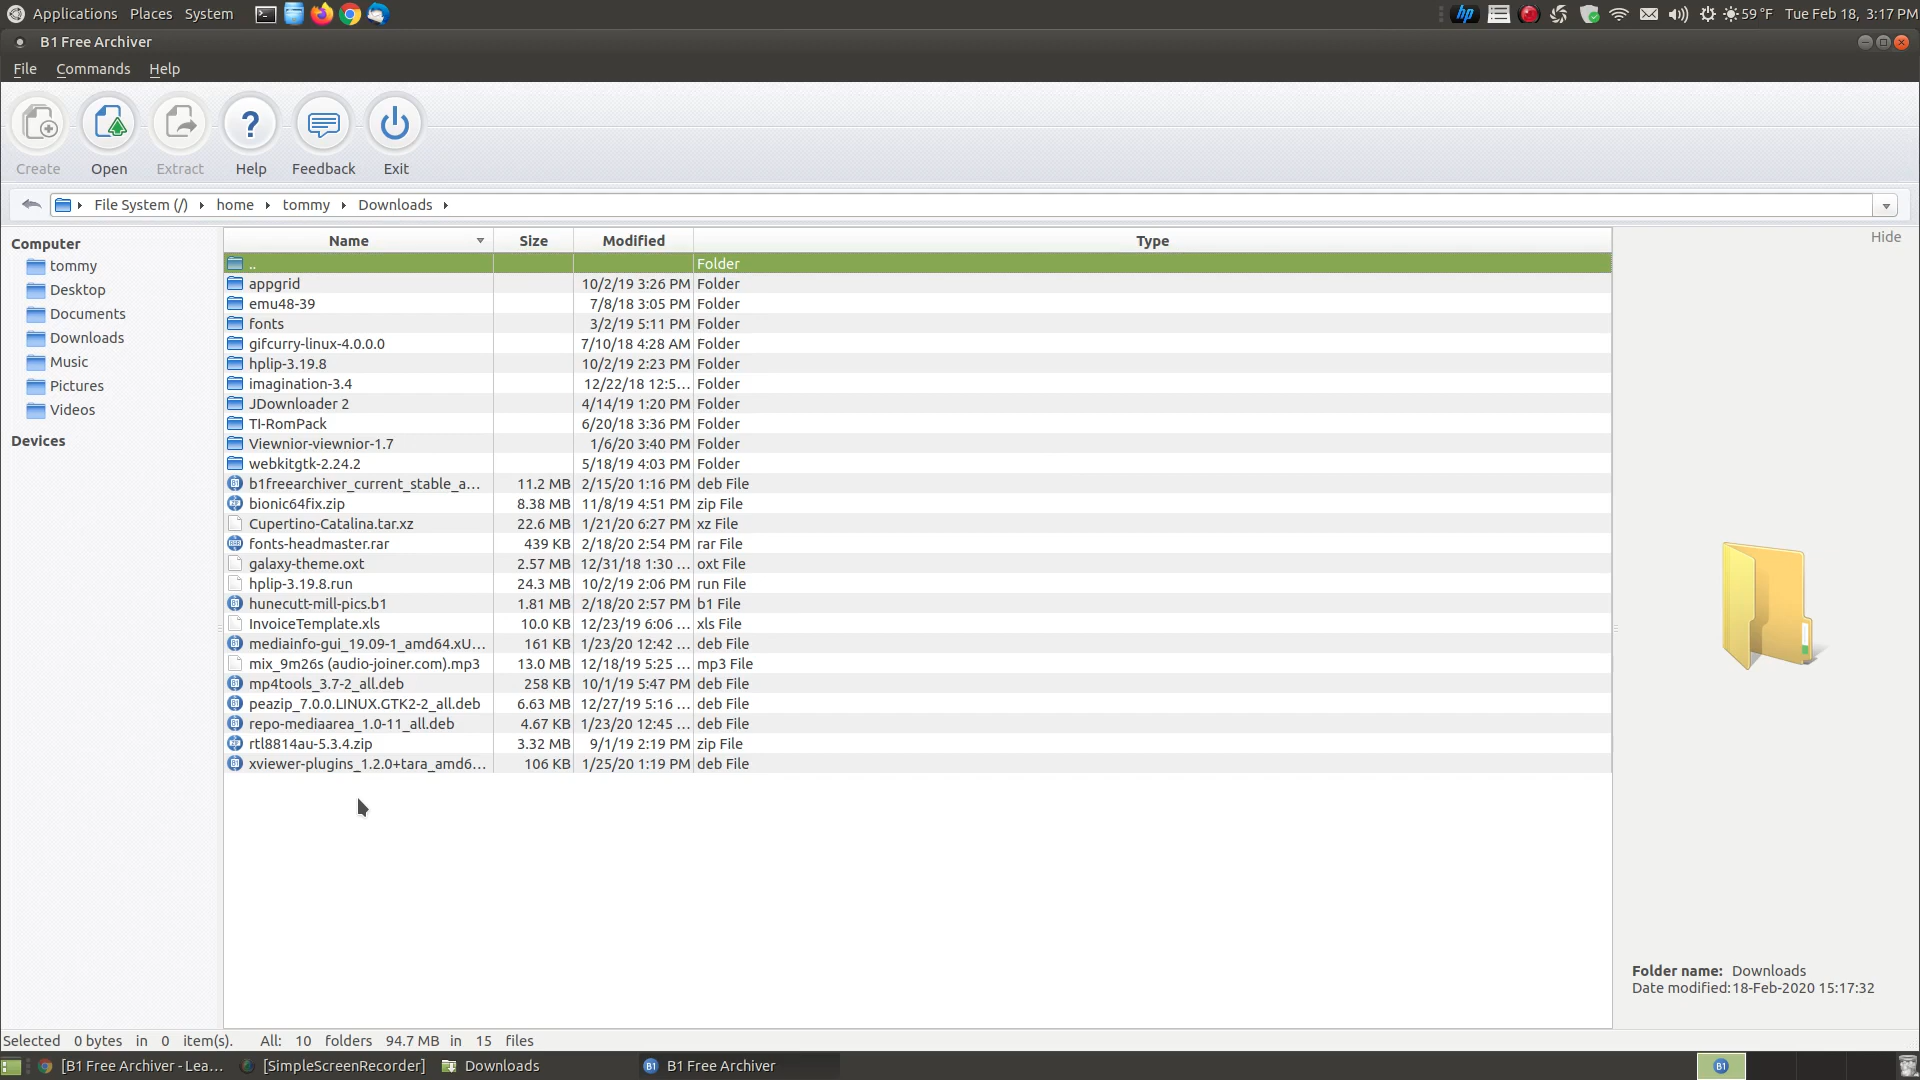 Applications Places System
hp 59 °F Tue Feb 18, 3:17 PM
B1 Free Archiver
File Commands Help
Create Open Extract Help Feedback Exit
File System (/) home tommy Downloads
Computer
tommy
Desktop
Documents
Downloads
Music
Pictures
Videos
Devices
Name Size Modified Type
.. Folder
appgrid 10/2/19 3:26 PM Folder
emu48-39 7/8/18 3:05 PM Folder
fonts 3/2/19 5:11 PM Folder
gifcurry-linux-4.0.0.0 7/10/18 4:28 AM Folder
hplip-3.19.8 10/2/19 2:23 PM Folder
imagination-3.4 12/22/18 12:5... Folder
JDownloader 2 4/14/19 1:20 PM Folder
TI-RomPack 6/20/18 3:36 PM Folder
Viewnior-viewnior-1.7 1/6/20 3:40 PM Folder
webkitgtk-2.24.2 5/18/19 4:03 PM Folder
b1freearchiver_current_stable_a... 11.2 MB 2/15/20 1:16 PM deb File
bionic64fix.zip 8.38 MB 11/8/19 4:51 PM zip File
Cupertino-Catalina.tar.xz 22.6 MB 1/21/20 6:27 PM xz File
fonts-headmaster.rar 439 KB 2/18/20 2:54 PM rar File
galaxy-theme.oxt 2.57 MB 12/31/18 1:30 ... oxt File
hplip-3.19.8.run 24.3 MB 10/2/19 2:06 PM run File
hunecutt-mill-pics.b1 1.81 MB 2/18/20 2:57 PM b1 File
InvoiceTemplate.xls 10.0 KB 12/23/19 6:06 ... xls File
mediainfo-gui_19.09-1_amd64.xU... 161 KB 1/23/20 12:42 ... deb File
mix_9m26s (audio-joiner.com).mp3 13.0 MB 12/18/19 5:25 ... mp3 File
mp4tools_3.7-2_all.deb 258 KB 10/1/19 5:47 PM deb File
peazip_7.0.0.LINUX.GTK2-2_all.deb 6.63 MB 12/27/19 5:16 ... deb File
repo-mediaarea_1.0-11_all.deb 4.67 KB 1/23/20 12:45 ... deb File
rtl8814au-5.3.4.zip 3.32 MB 9/1/19 2:19 PM zip File
xviewer-plugins_1.2.0+tara_amd6... 106 KB 1/25/20 1:19 PM deb File
Hide
Folder name: Downloads
Date modified:18-Feb-2020 15:17:32
Selected 0 bytes in 0 item(s). All: 10 folders 94.7 MB in 15 files
[B1 Free Archiver - Lea... [SimpleScreenRecorder] Downloads B1 B1 Free Archiver B1